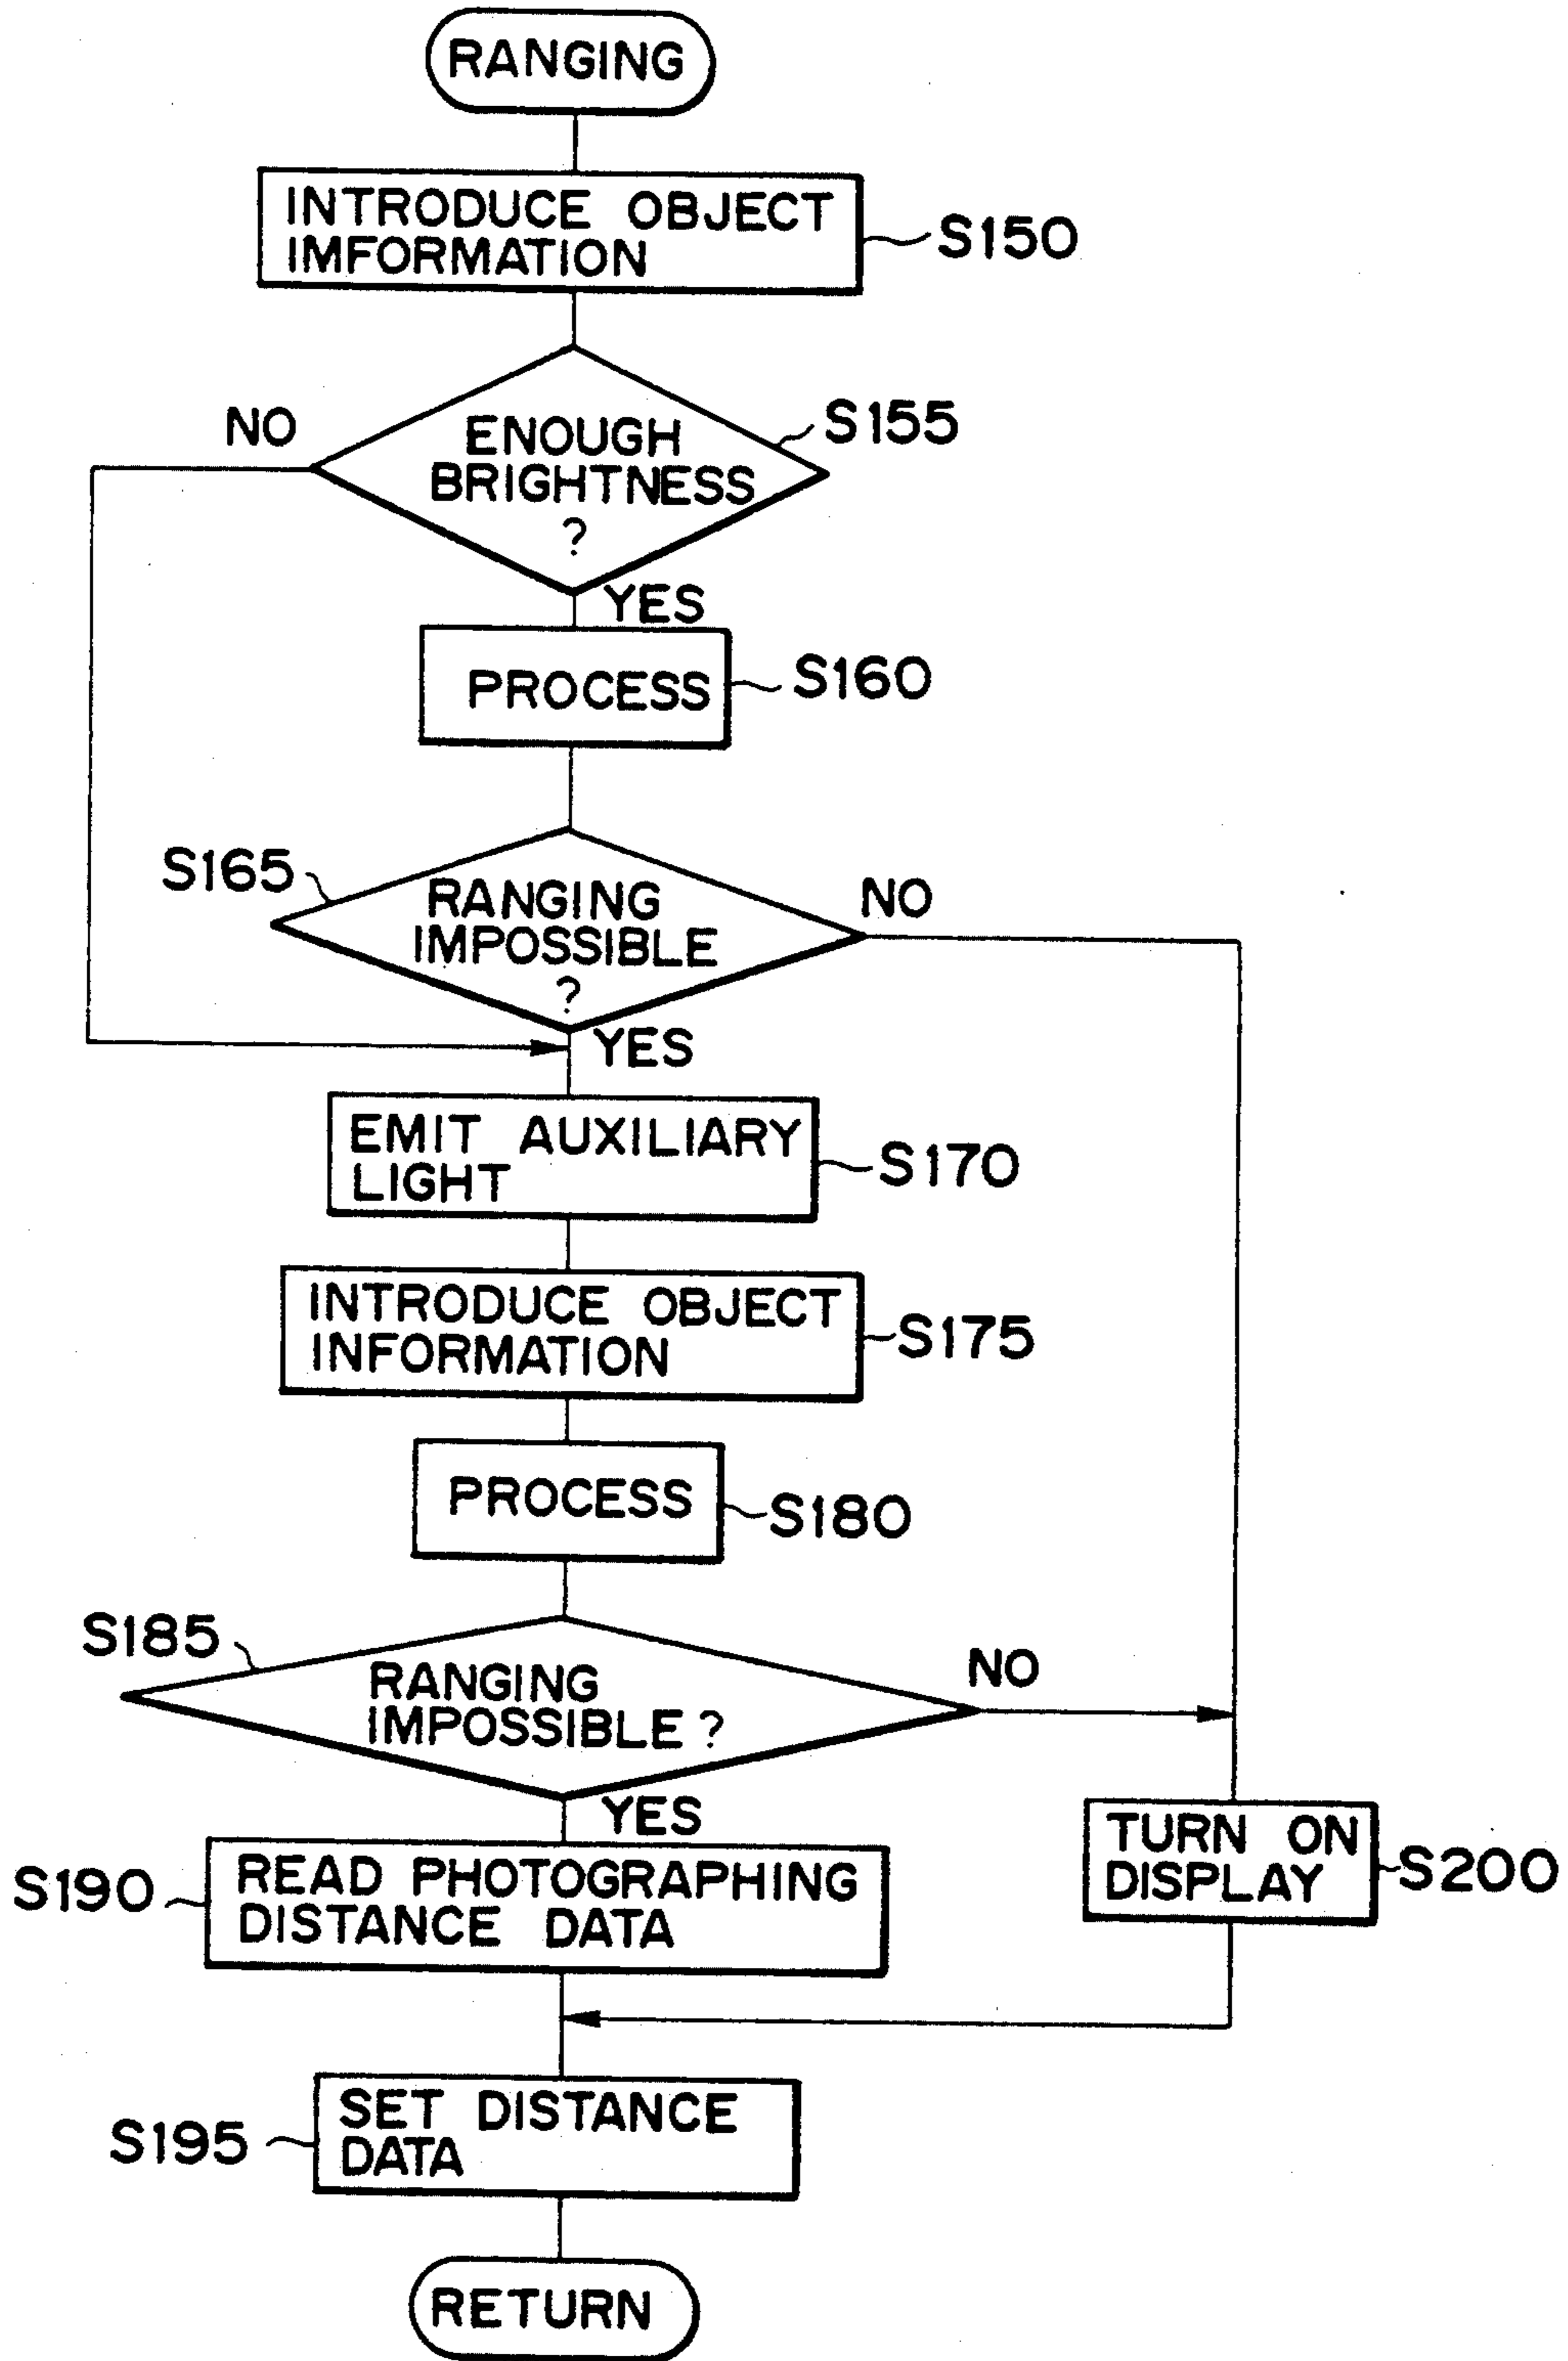 RANGING
INTRODUCE OBJECT
IMFORMATION
S150
NO
ENOUGH
BRIGHTNESS
?
S155
YES
PROCESS
S160
S165
RANGING
IMPOSSIBLE
?
NO
YES
EMIT AUXILIARY
LIGHT
S170
INTRODUCE OBJECT
INFORMATION
S175
PROCESS
S180
S185
RANGING
IMPOSSIBLE ?
NO
YES
S190
READ PHOTOGRAPHING
DISTANCE DATA
TURN ON
DISPLAY
S200
S195
SET DISTANCE
DATA
RETURN